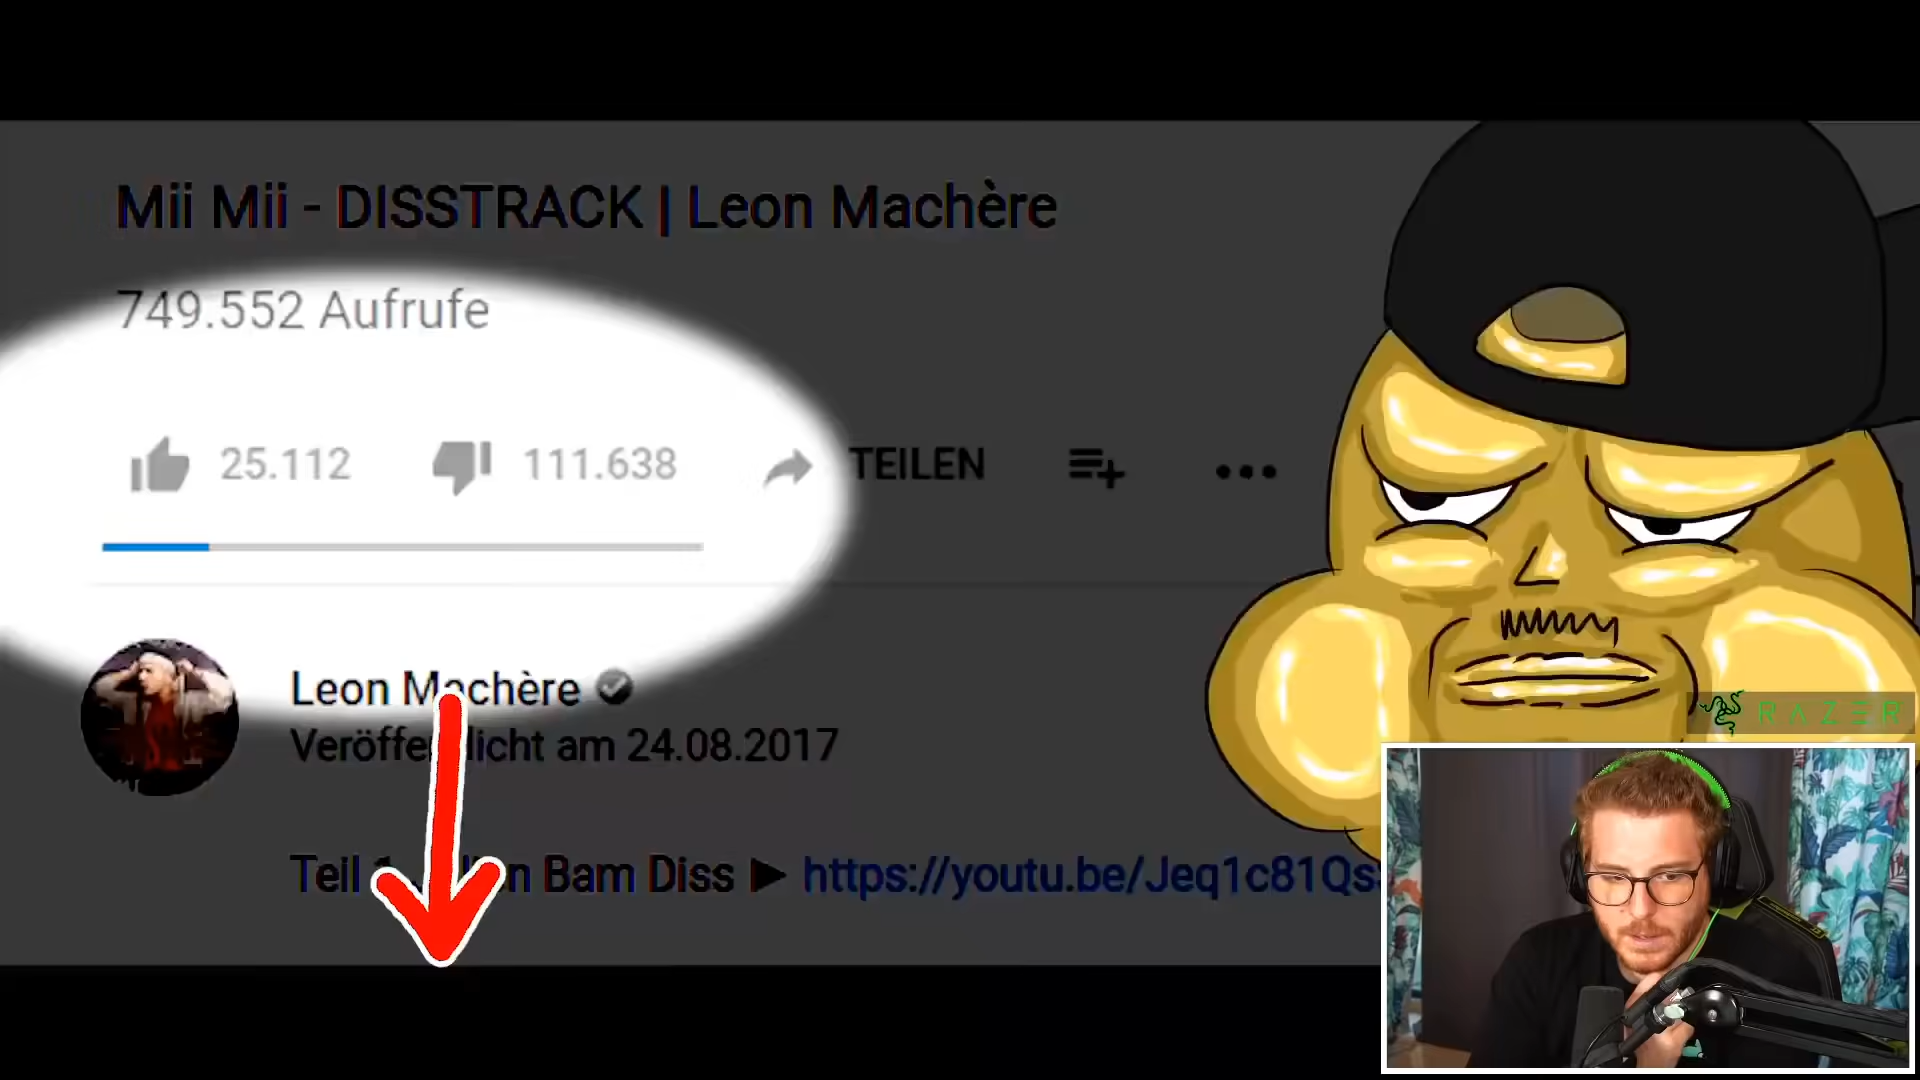 Mii Mii - DISSTRACK | Leon Machère
749.552 Aufrufe
25.112 111.638 TEILEN
Leon Machère
Veröffentlicht am 24.08.2017
Teil Bam Diss ► https://youtu.be/Jeq1c81Qs
RAZER